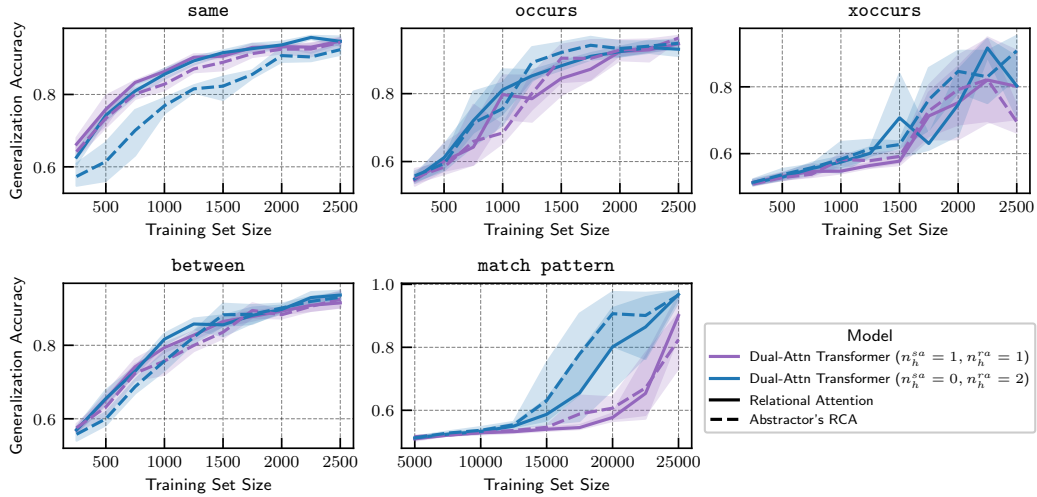 same
occurs
xoccurs
Generalization Accuracy
0.8
0.6
500 1000 1500 2000 2500
Training Set Size
0.8
0.6
500 1000 1500 2000 2500
Training Set Size
0.8
0.6
500 1000 1500 2000 2500
Training Set Size
between
match pattern
Generalization Accuracy
0.8
0.6
500 1000 1500 2000 2500
Training Set Size
1.0
0.8
0.6
5000 10000 15000 20000 25000
Training Set Size
Model
Dual-Attn Transformer (n_h^{sa} = 1, n_h^{ra} = 1)
Dual-Attn Transformer (n_h^{sa} = 0, n_h^{ra} = 2)
Relational Attention
Abstractor's RCA